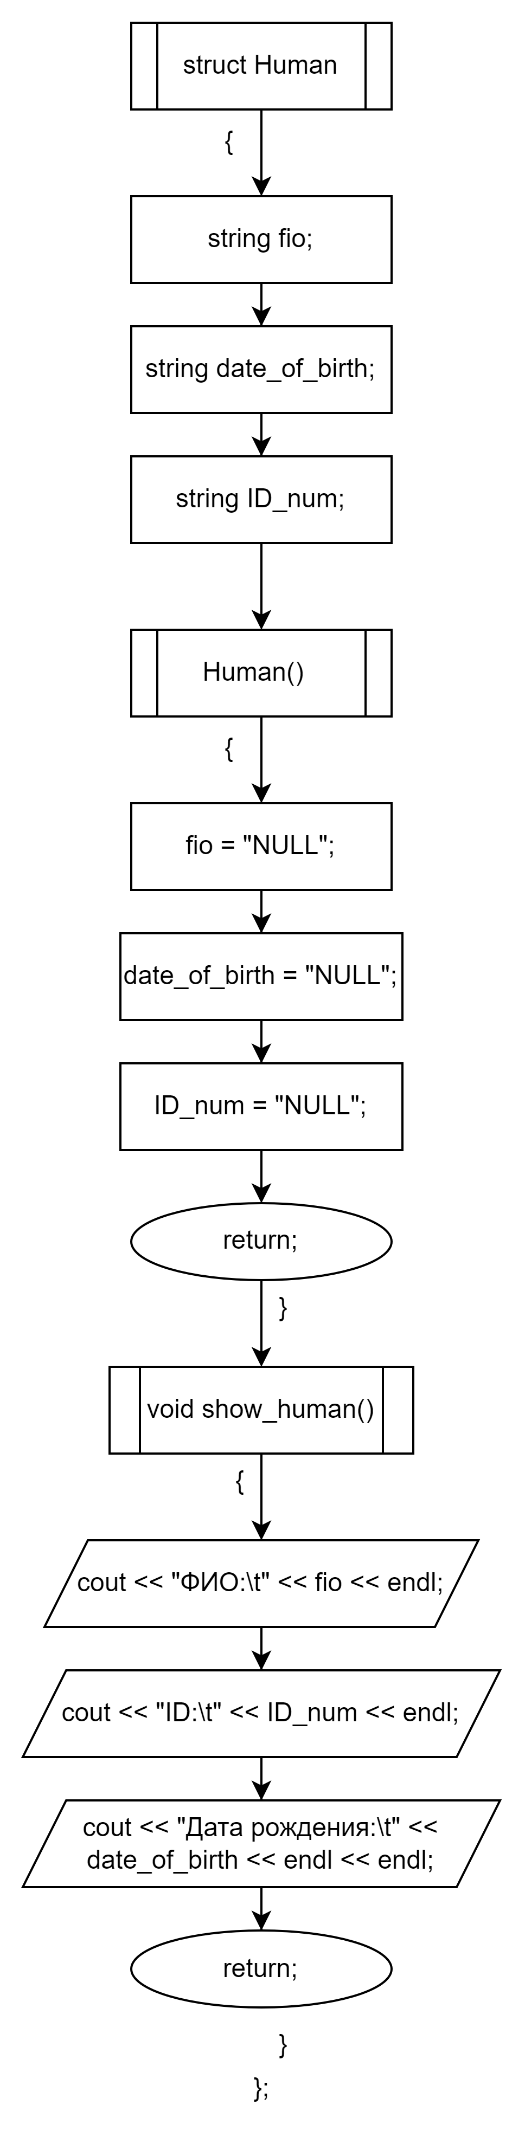 struct Human
{
string fio;
string date_of_birth;
string ID_num;
Human()
{
fio = "NULL";
date_of_birth = "NULL";
ID_num = "NULL";
return;
}
void show_human()
{
cout << "ФИО:\t" << fio << endl;
cout << "ID:\t" << ID_num << endl;
cout << "Дата рождения:\t" <<
date_of_birth << endl << endl;
return;
}
};